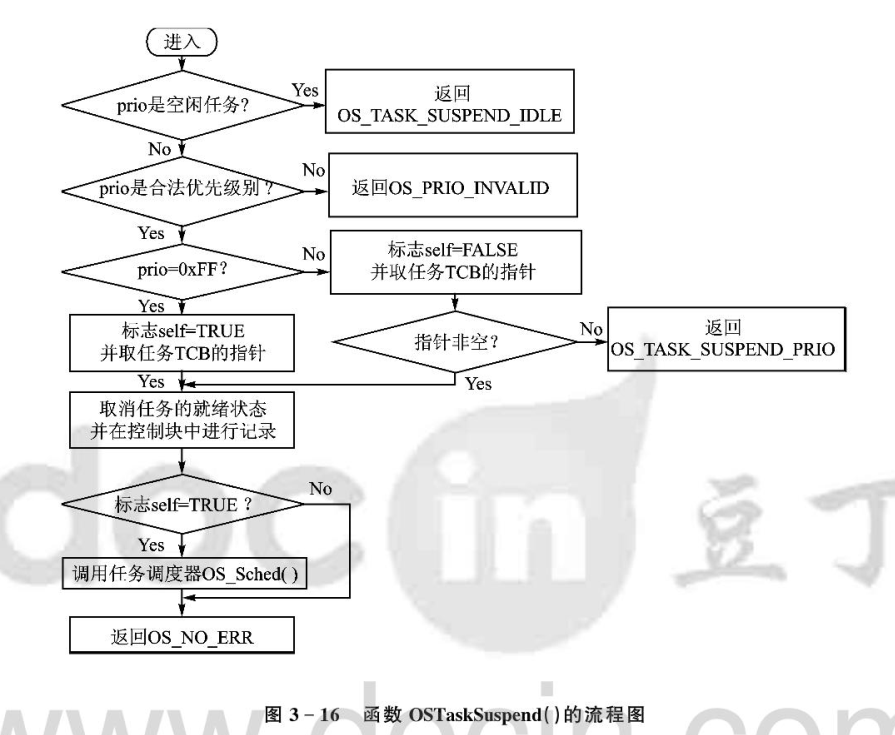 进入
prio是空闲任务?
Yes
返回
OS_TASK_SUSPEND_IDLE
No
prio是合法优先级别?
No
返回OS_PRIO_INVALID
Yes
prio=0xFF?
No
标志self=FALSE
并取任务TCB的指针
Yes
标志self=TRUE
并取任务TCB的指针
指针非空?
No
返回
OS_TASK_SUSPEND_PRIO
Yes
Yes
取消任务的就绪状态
并在控制块中进行记录
标志self=TRUE?
No
Yes
调用任务调度器OS_Sched()
返回OS_NO_ERR
docin 豆丁
图 3-16 函数 OSTaskSuspend()的流程图
www.docin.com